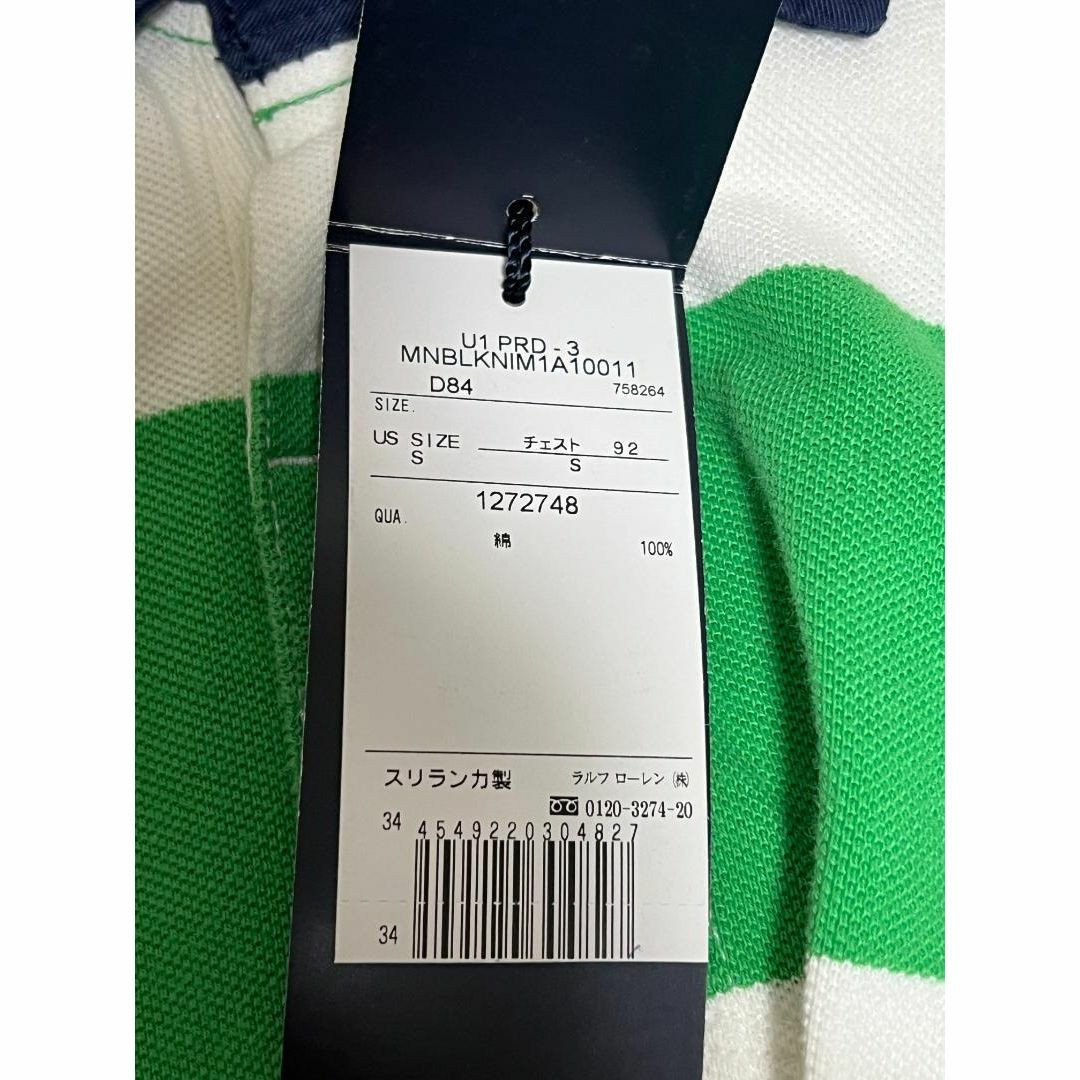 U1 PRD - 3
MNBLKNIM1A10011
D84 758264
SIZE.
US SIZE チェスト 92
S S
1272748
QUA.
綿 100%
スリランカ製 ラルフ ローレン ㈱
0120-3274-20
34 4549220304827
34